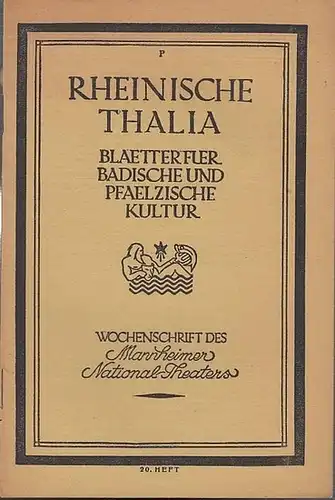 P
RHEINISCHE
THALIA
BLAETTER FUER
BADISCHE UND
PFAELZISCHE
KULTUR
WOCHENSCHRIFT DES
Mannheimer
National-Theaters
20. HEFT